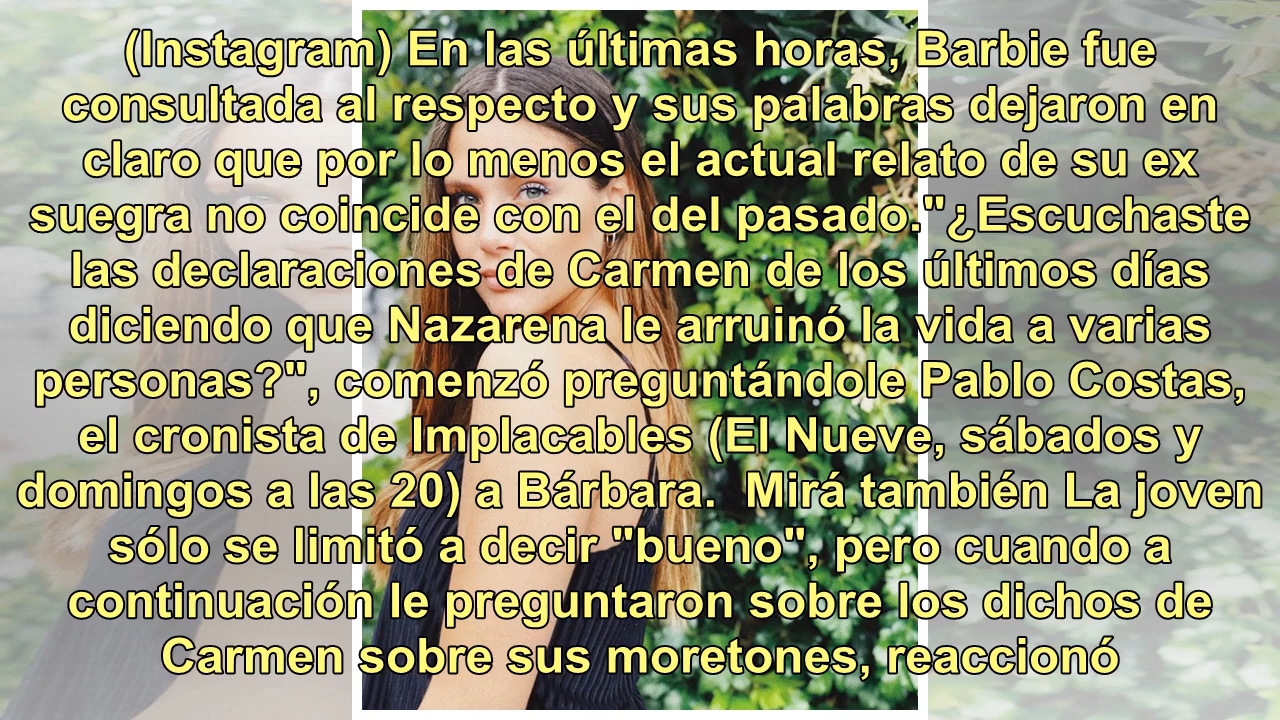 (Instagram) En las últimas horas, Barbie fue
consultada al respecto y sus palabras dejaron en
claro que por lo menos el actual relato de su ex
suegra no coincide con el del pasado."¿Escuchaste
las declaraciones de Carmen de los últimos días
diciendo que Nazarena le arruinó la vida a varias
personas?", comenzó preguntándole Pablo Costas,
el cronista de Implacables (El Nueve, sábados y
domingos a las 20) a Bárbara.  Mirá también La joven
sólo se limitó a decir "bueno", pero cuando a
continuación le preguntaron sobre los dichos de
Carmen sobre sus moretones, reaccionó